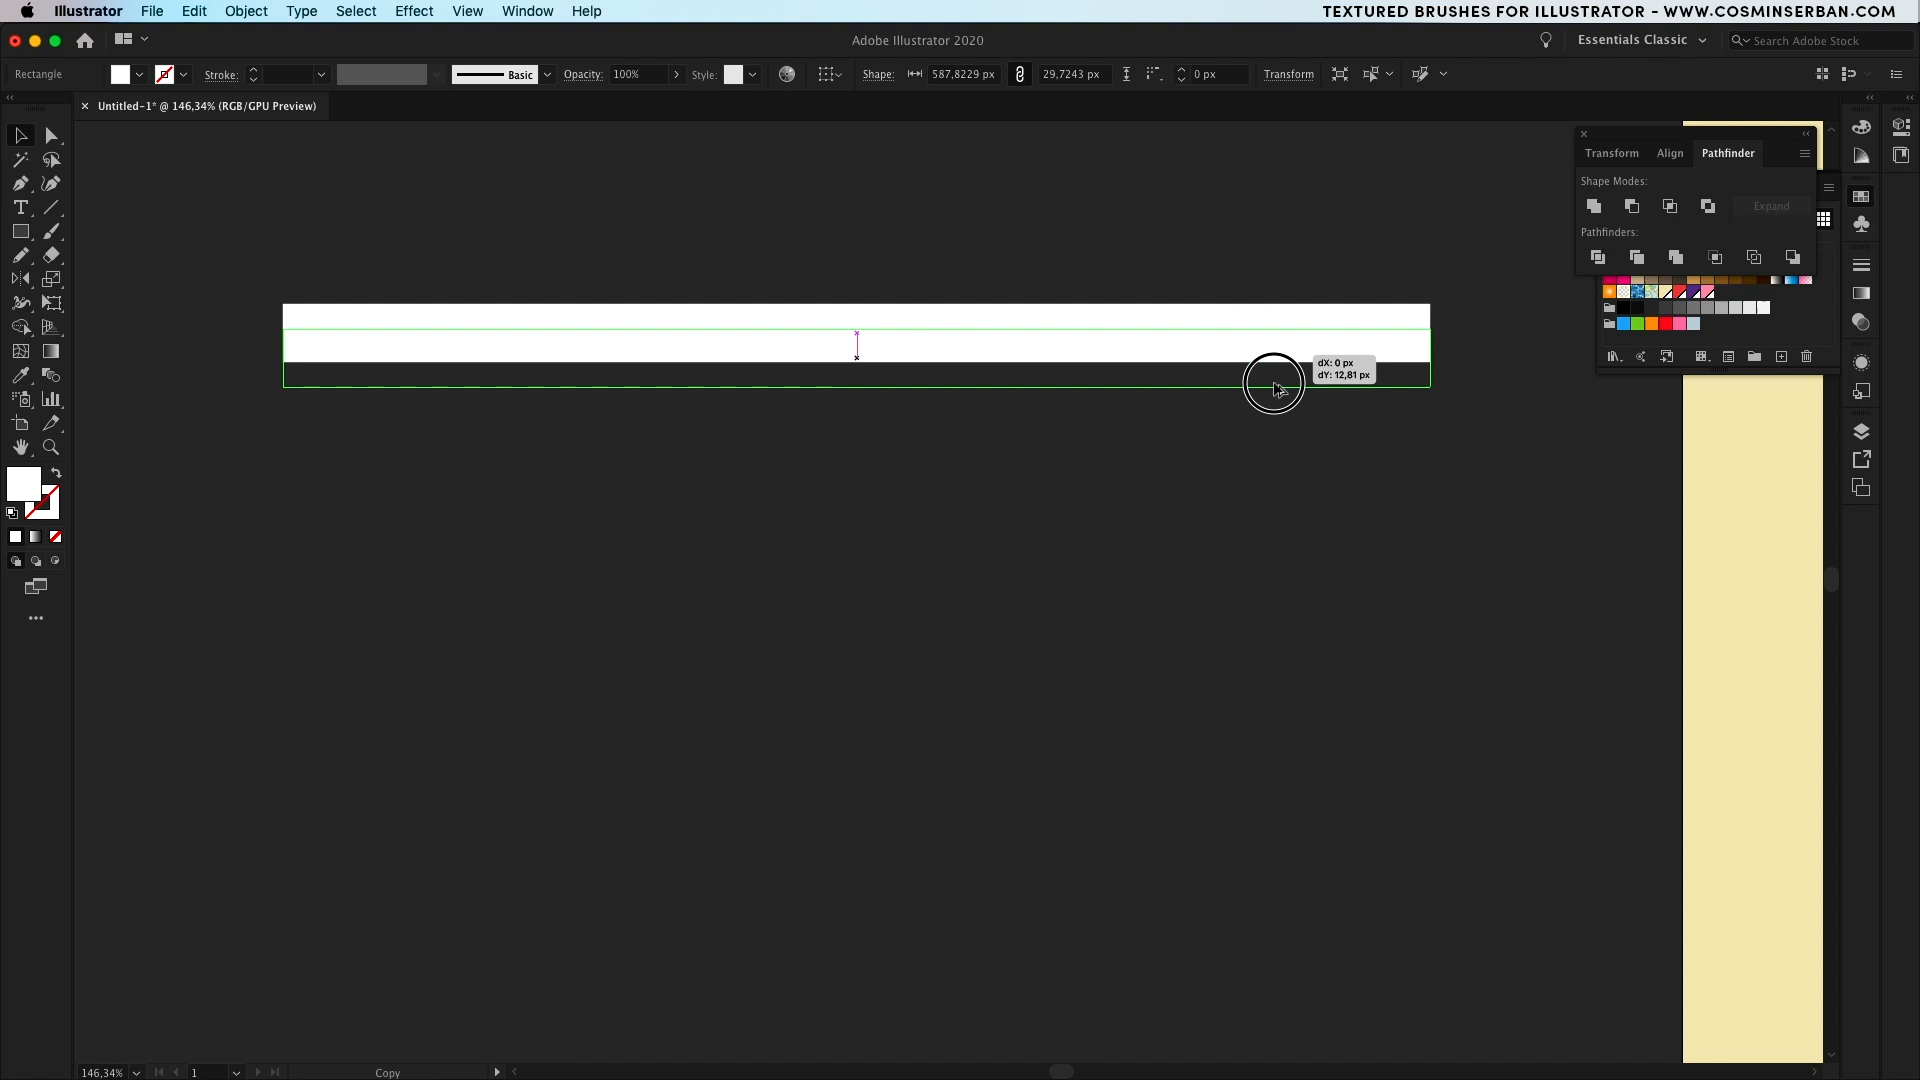 Illustrator File Edit Object Type Select Effect View Window Help TEXTURED BRUSHES FOR ILLUSTRATOR - WWW.COSMINSERBAN.COM
Adobe Illustrator 2020 Essentials Classic Search Adobe Stock
Rectangle Stroke: Basic Opacity: 100% Style: Shape: 587,8229 px 29,7243 px 0 px Transform
Untitled-1* @ 146,34% (RGB/GPU Preview)
Transform Align Pathfinder
Shape Modes:
Expand
Pathfinders:
dX: 0 px
dY: 12,81 px
146,34% 1 Copy